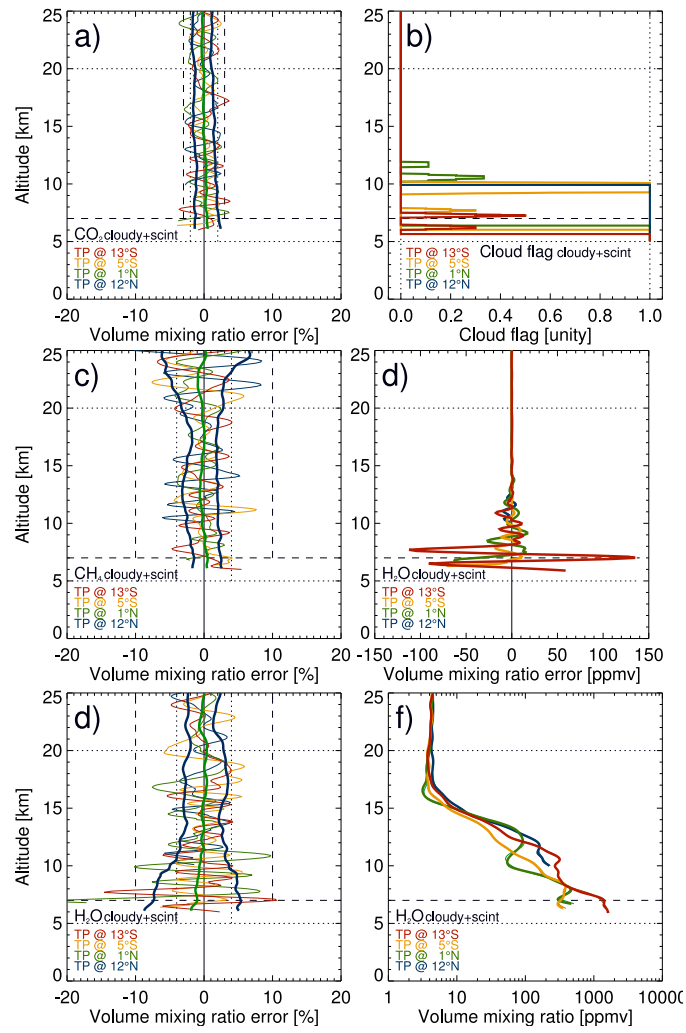 a)
25
20
15
10
5
0
Altitude [km]
CO2 cloudy+scint
TP @ 13°S
TP @ 5°S
TP @ 1°N
TP @ 12°N
-20 -10 0 10 20
Volume mixing ratio error [%]
b)
25
20
15
10
5
0
Altitude [km]
Cloud flag cloudy+scint
TP @ 13°S
TP @ 5°S
TP @ 1°N
TP @ 12°N
0.0 0.2 0.4 0.6 0.8 1.0
Cloud flag [unity]
c)
25
20
15
10
5
0
Altitude [km]
CH4 cloudy+scint
TP @ 13°S
TP @ 5°S
TP @ 1°N
TP @ 12°N
-20 -10 0 10 20
Volume mixing ratio error [%]
d)
25
20
15
10
5
0
Altitude [km]
H2O cloudy+scint
TP @ 13°S
TP @ 5°S
TP @ 1°N
TP @ 12°N
-150 -100 -50 0 50 100 150
Volume mixing ratio error [ppmv]
d)
25
20
15
10
5
0
Altitude [km]
H2O cloudy+scint
TP @ 13°S
TP @ 5°S
TP @ 1°N
TP @ 12°N
-20 -10 0 10 20
Volume mixing ratio error [%]
f)
25
20
15
10
5
0
Altitude [km]
H2O cloudy+scint
TP @ 13°S
TP @ 5°S
TP @ 1°N
TP @ 12°N
1 10 100 1000 10000
Volume mixing ratio [ppmv]